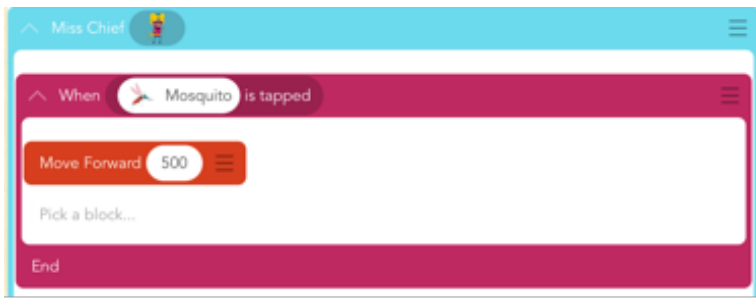 Miss Chief
When Mosquito is tapped
Move Forward 500
Pick a block...
End